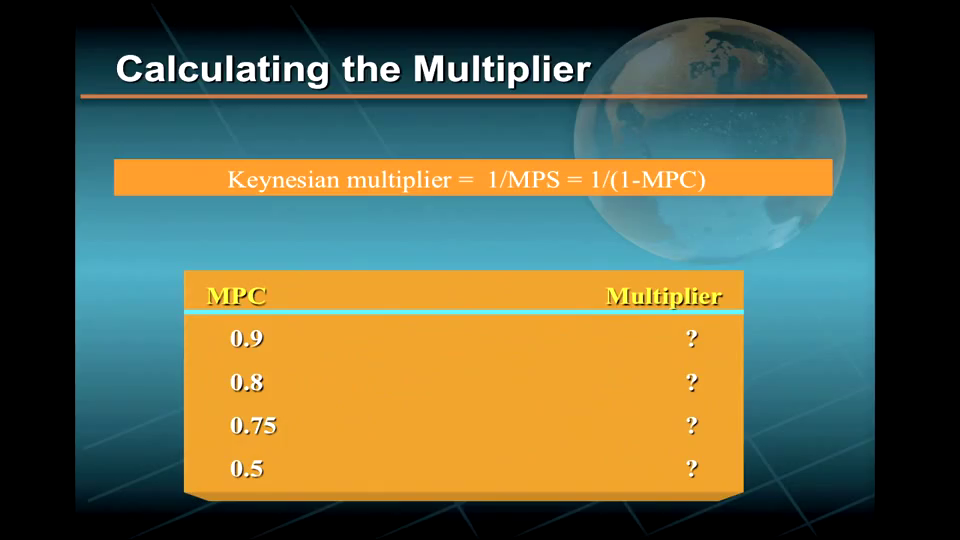 Calculating the Multiplier
Keynesian multiplier = 1/MPS = 1/(1-MPC)
MPC Multiplier
0.9 ?
0.8 ?
0.75 ?
0.5 ?